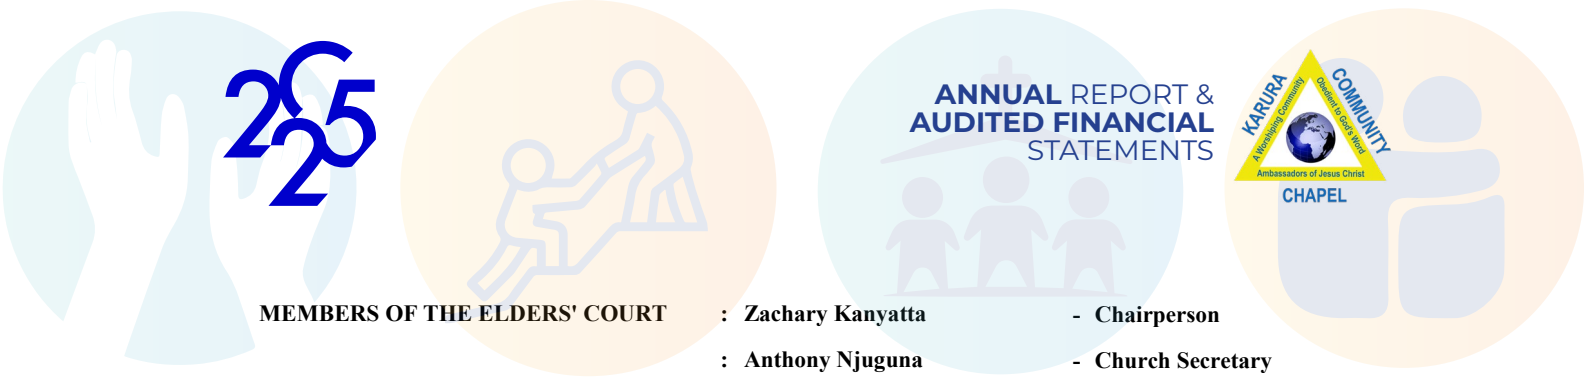 2025
ANNUAL REPORT &
AUDITED FINANCIAL
STATEMENTS
KARURA
COMMUNITY
A Worshiping Community
Obedient to God's Word
Ambassadors of Jesus Christ
CHAPEL
MEMBERS OF THE ELDERS' COURT : Zachary Kanyatta - Chairperson
: Anthony Njuguna - Church Secretary